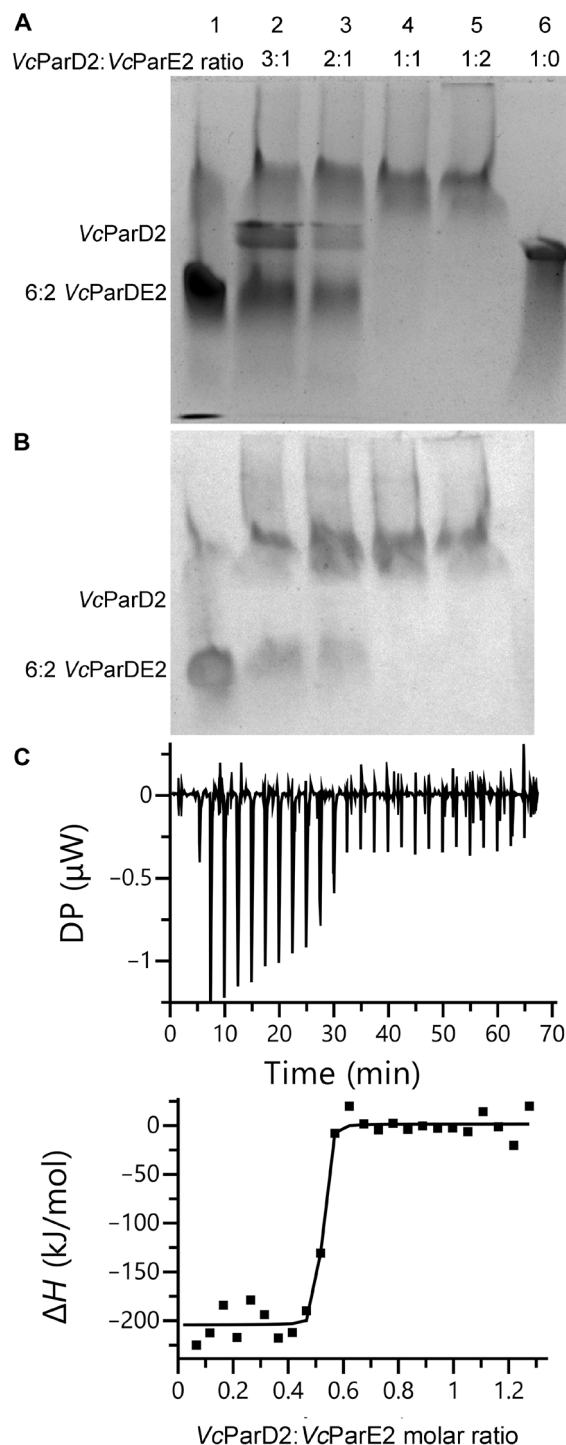 A 1 2 3 4 5 6
VcParD2:VcParE2 ratio 3:1 2:1 1:1 1:2 1:0
VcParD2
6:2 VcParDE2
B
VcParD2
6:2 VcParDE2
C
0
−0.5
−1
DP (µW)
0 10 20 30 40 50 60 70
Time (min)
0
−50
−100
−150
−200
ΔH (kJ/mol)
0 0.2 0.4 0.6 0.8 1 1.2
VcParD2:VcParE2 molar ratio